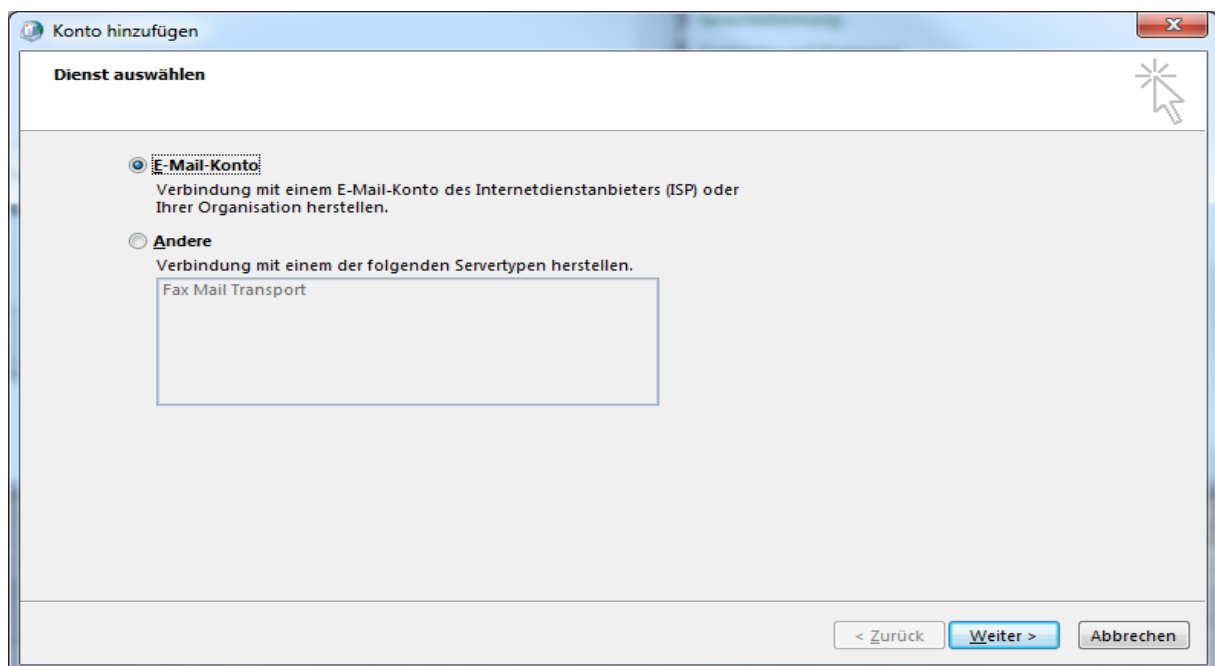 Konto hinzufügen
Dienst auswählen
E-Mail-Konto
Verbindung mit einem E-Mail-Konto des Internetdienstanbieters (ISP) oder
Ihrer Organisation herstellen.
Andere
Verbindung mit einem der folgenden Servertypen herstellen.
Fax Mail Transport
< Zurück
Weiter >
Abbrechen